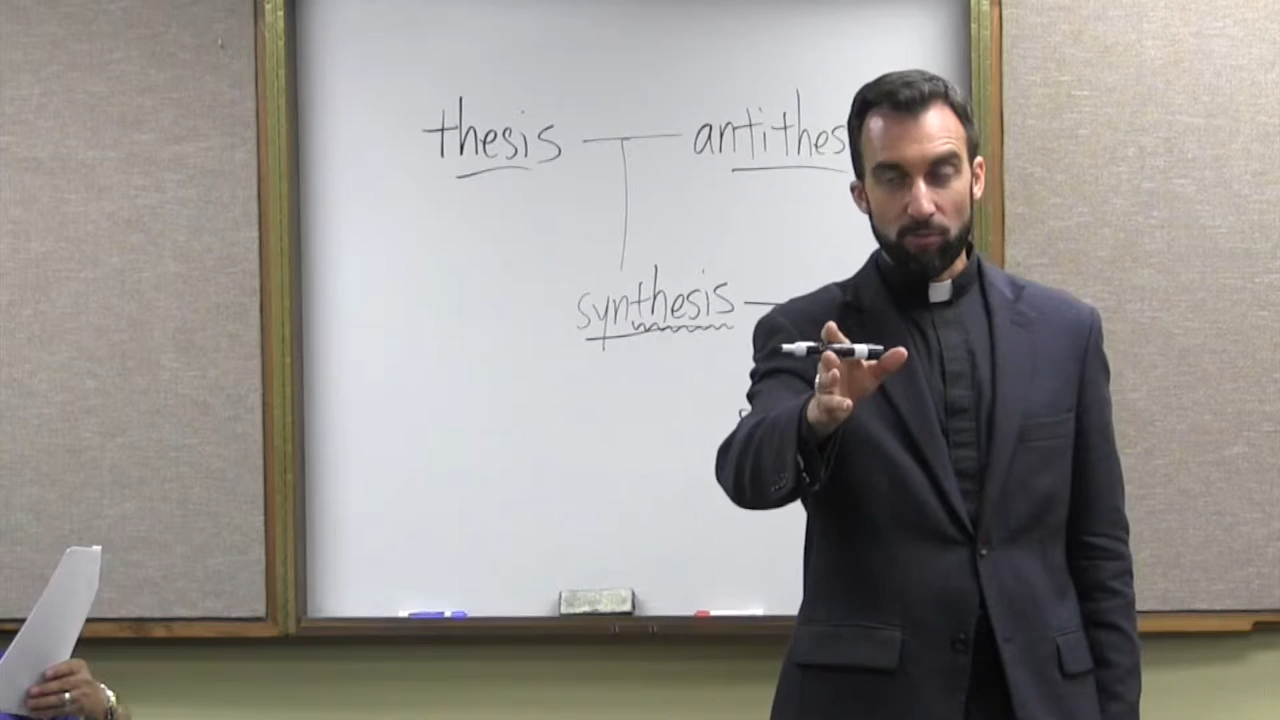 thesis — antithes
synthesis —